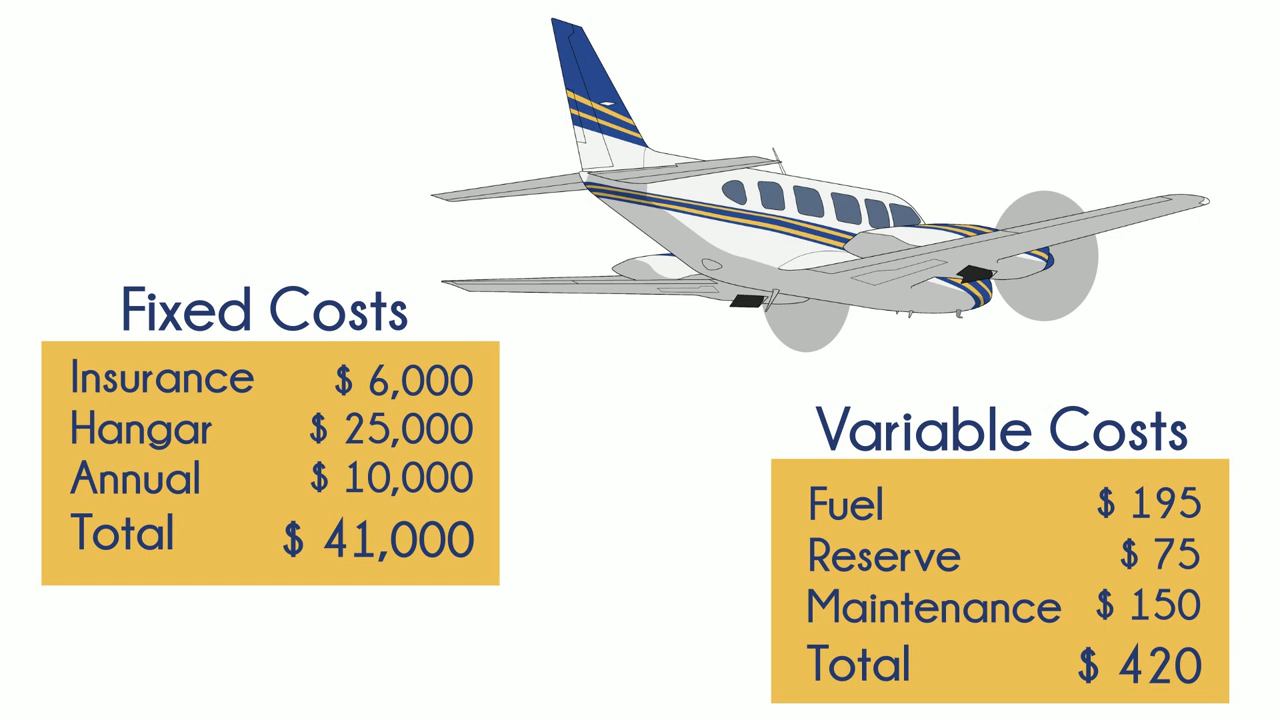 Fixed Costs
Insurance $ 6,000
Hangar $ 25,000
Annual $ 10,000
Total $ 41,000
Variable Costs
Fuel $ 195
Reserve $ 75
Maintenance $ 150
Total $ 420